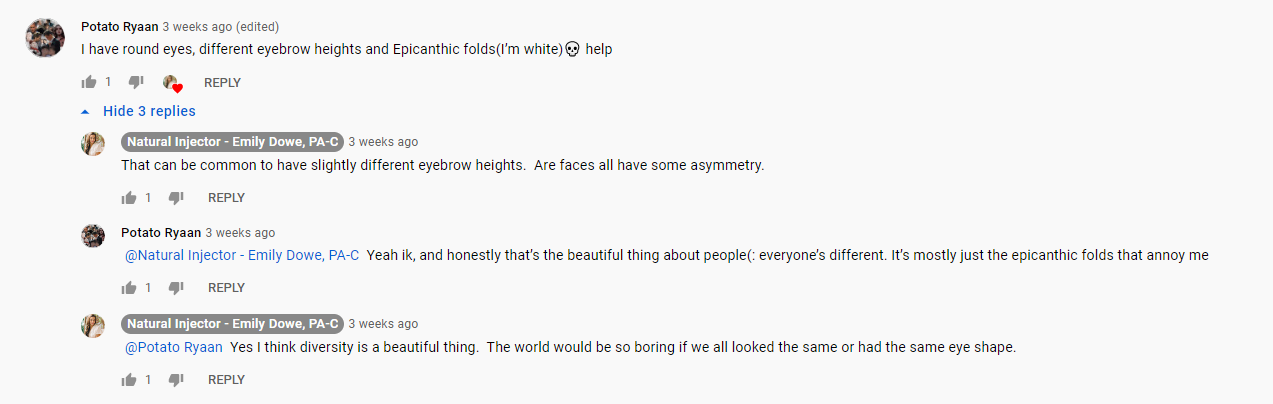 Potato Ryaan 3 weeks ago (edited)
I have round eyes, different eyebrow heights and Epicanthic folds(I'm white)💀 help
1 REPLY
Hide 3 replies
Natural Injector - Emily Dowe, PA-C 3 weeks ago
That can be common to have slightly different eyebrow heights.  Are faces all have some asymmetry.
1 REPLY
Potato Ryaan 3 weeks ago
@Natural Injector - Emily Dowe, PA-C  Yeah ik, and honestly that's the beautiful thing about people(: everyone's different. It's mostly just the epicanthic folds that annoy me
1 REPLY
Natural Injector - Emily Dowe, PA-C 3 weeks ago
@Potato Ryaan  Yes I think diversity is a beautiful thing.  The world would be so boring if we all looked the same or had the same eye shape.
1 REPLY